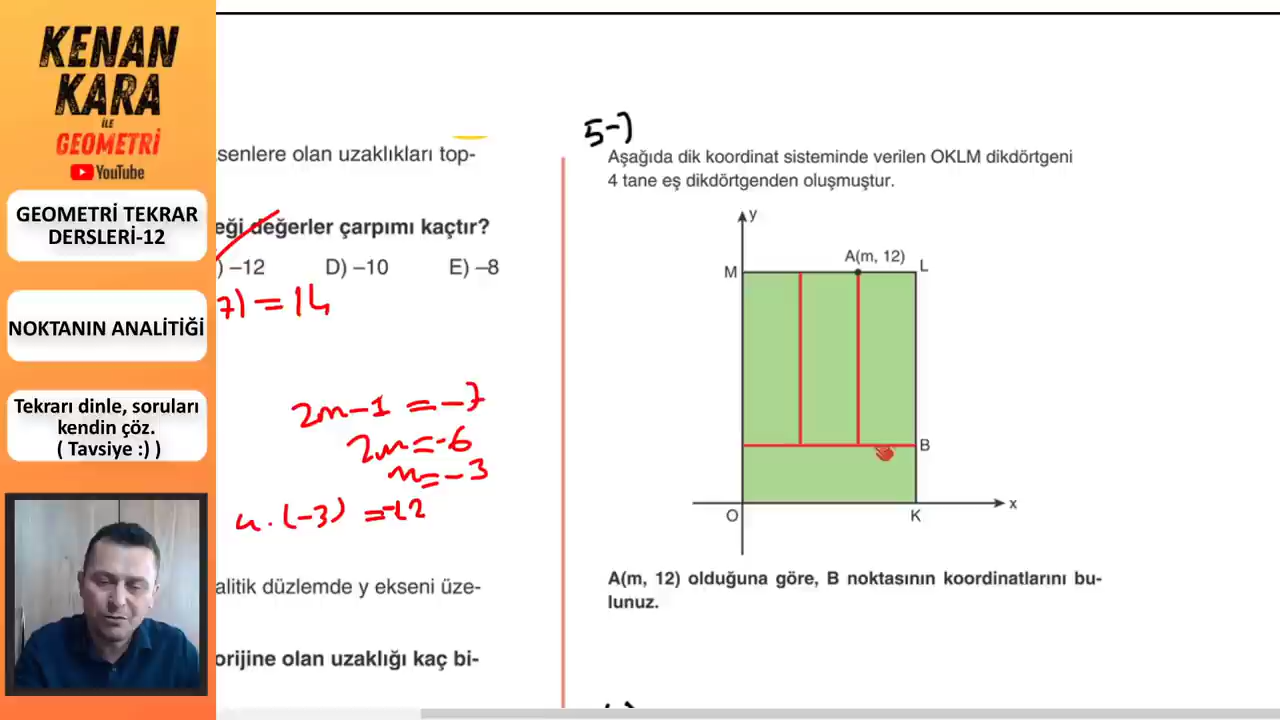 KENAN
KARA
İLE
GEOMETRİ
YouTube
GEOMETRİ TEKRAR
DERSLERİ-12
NOKTANIN ANALİTİĞİ
Tekrarı dinle, soruları
kendin çöz.
( Tavsiye :) )
senlere olan uzaklıkları top-
eği değerler çarpımı kaçtır?
) –12 D) –10 E) –8
7) = 14
2m-1 = -7
2m = -6
m = -3
4.(-3) = -12
alitik düzlemde y ekseni üze-
orijine olan uzaklığı kaç bi-
5-)
Aşağıda dik koordinat sisteminde verilen OKLM dikdörtgeni
4 tane eş dikdörtgenden oluşmuştur.
y
A(m, 12)
M L
B
x
O K
A(m, 12) olduğuna göre, B noktasının koordinatlarını bu-
lunuz.